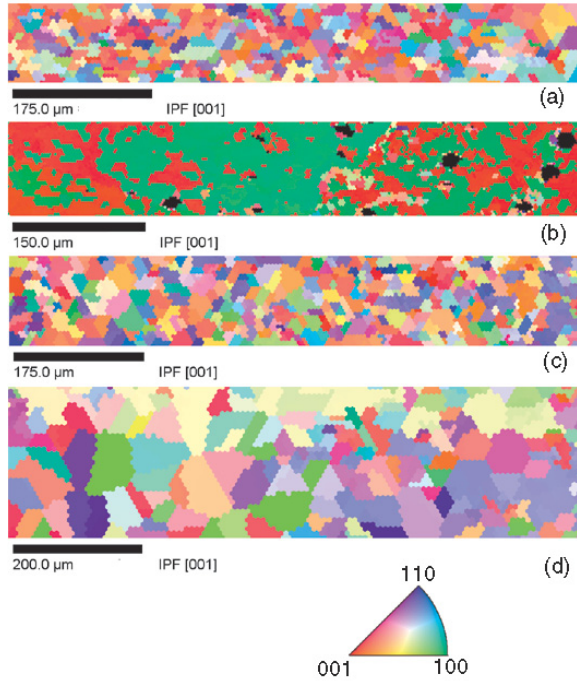 175.0 µm IPF [001] (a)
150.0 µm IPF [001] (b)
175.0 µm IPF [001] (c)
200.0 µm IPF [001] (d)
110
001 100